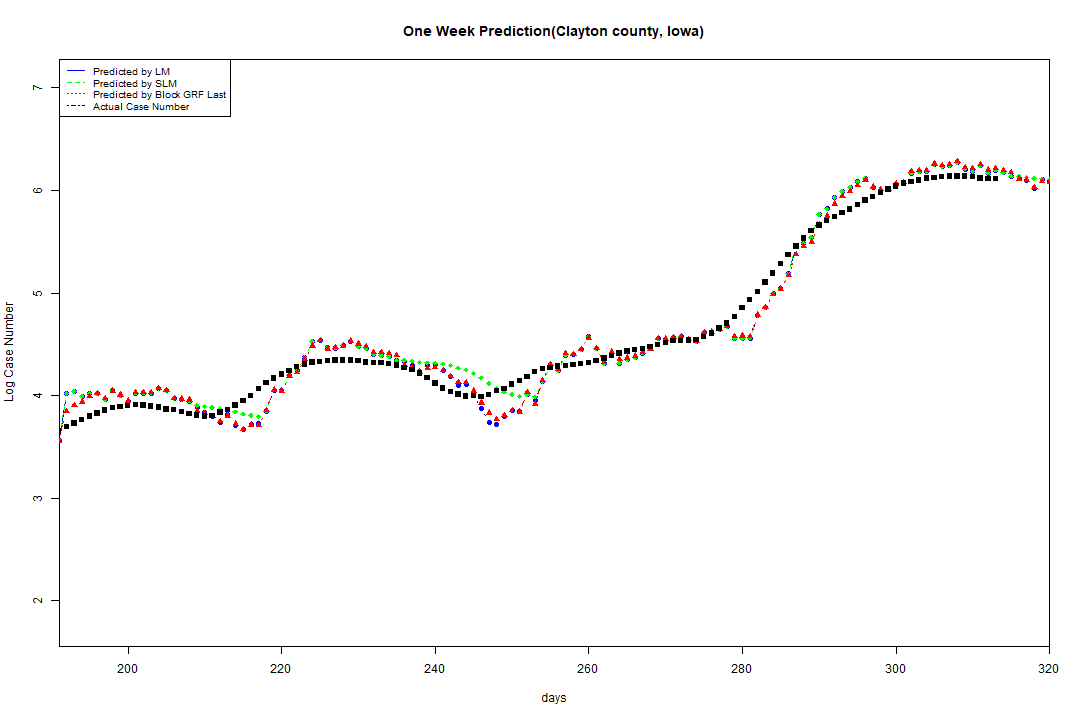 One Week Prediction(Clayton county, Iowa)
Predicted by LM
Predicted by SLM
Predicted by Block GRF Last
Actual Case Number
7
6
5
4
3
2
Log Case Number
200
220
240
260
280
300
320
days